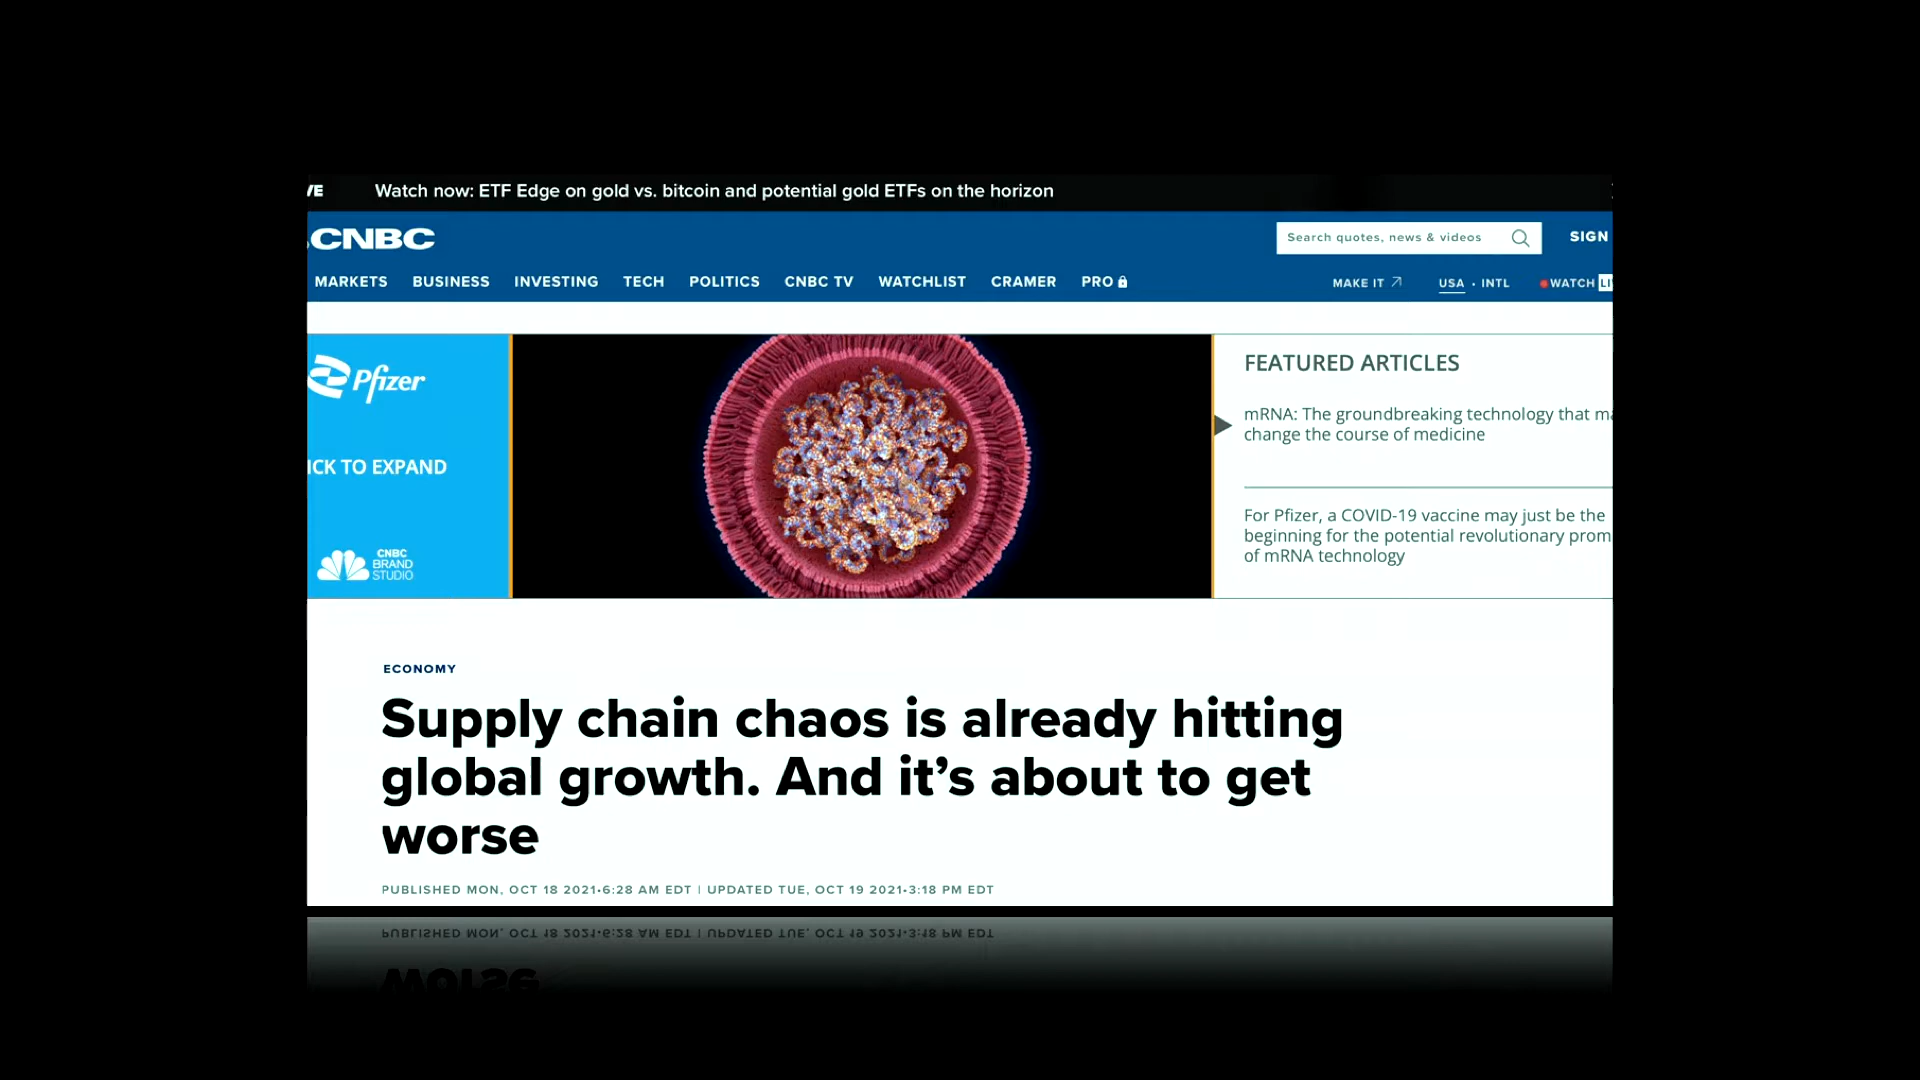 VE
Watch now: ETF Edge on gold vs. bitcoin and potential gold ETFs on the horizon
CNBC
Search quotes, news & videos
SIGN
MARKETS BUSINESS INVESTING TECH POLITICS CNBC TV WATCHLIST CRAMER PRO
MAKE IT USA • INTL WATCH LI
Pfizer
ICK TO EXPAND
CNBC
BRAND
STUDIO
FEATURED ARTICLES
mRNA: The groundbreaking technology that ma
change the course of medicine
For Pfizer, a COVID-19 vaccine may just be the
beginning for the potential revolutionary prom
of mRNA technology
ECONOMY
Supply chain chaos is already hitting
global growth. And it’s about to get
worse
PUBLISHED MON, OCT 18 2021•6:28 AM EDT | UPDATED TUE, OCT 19 2021•3:18 PM EDT